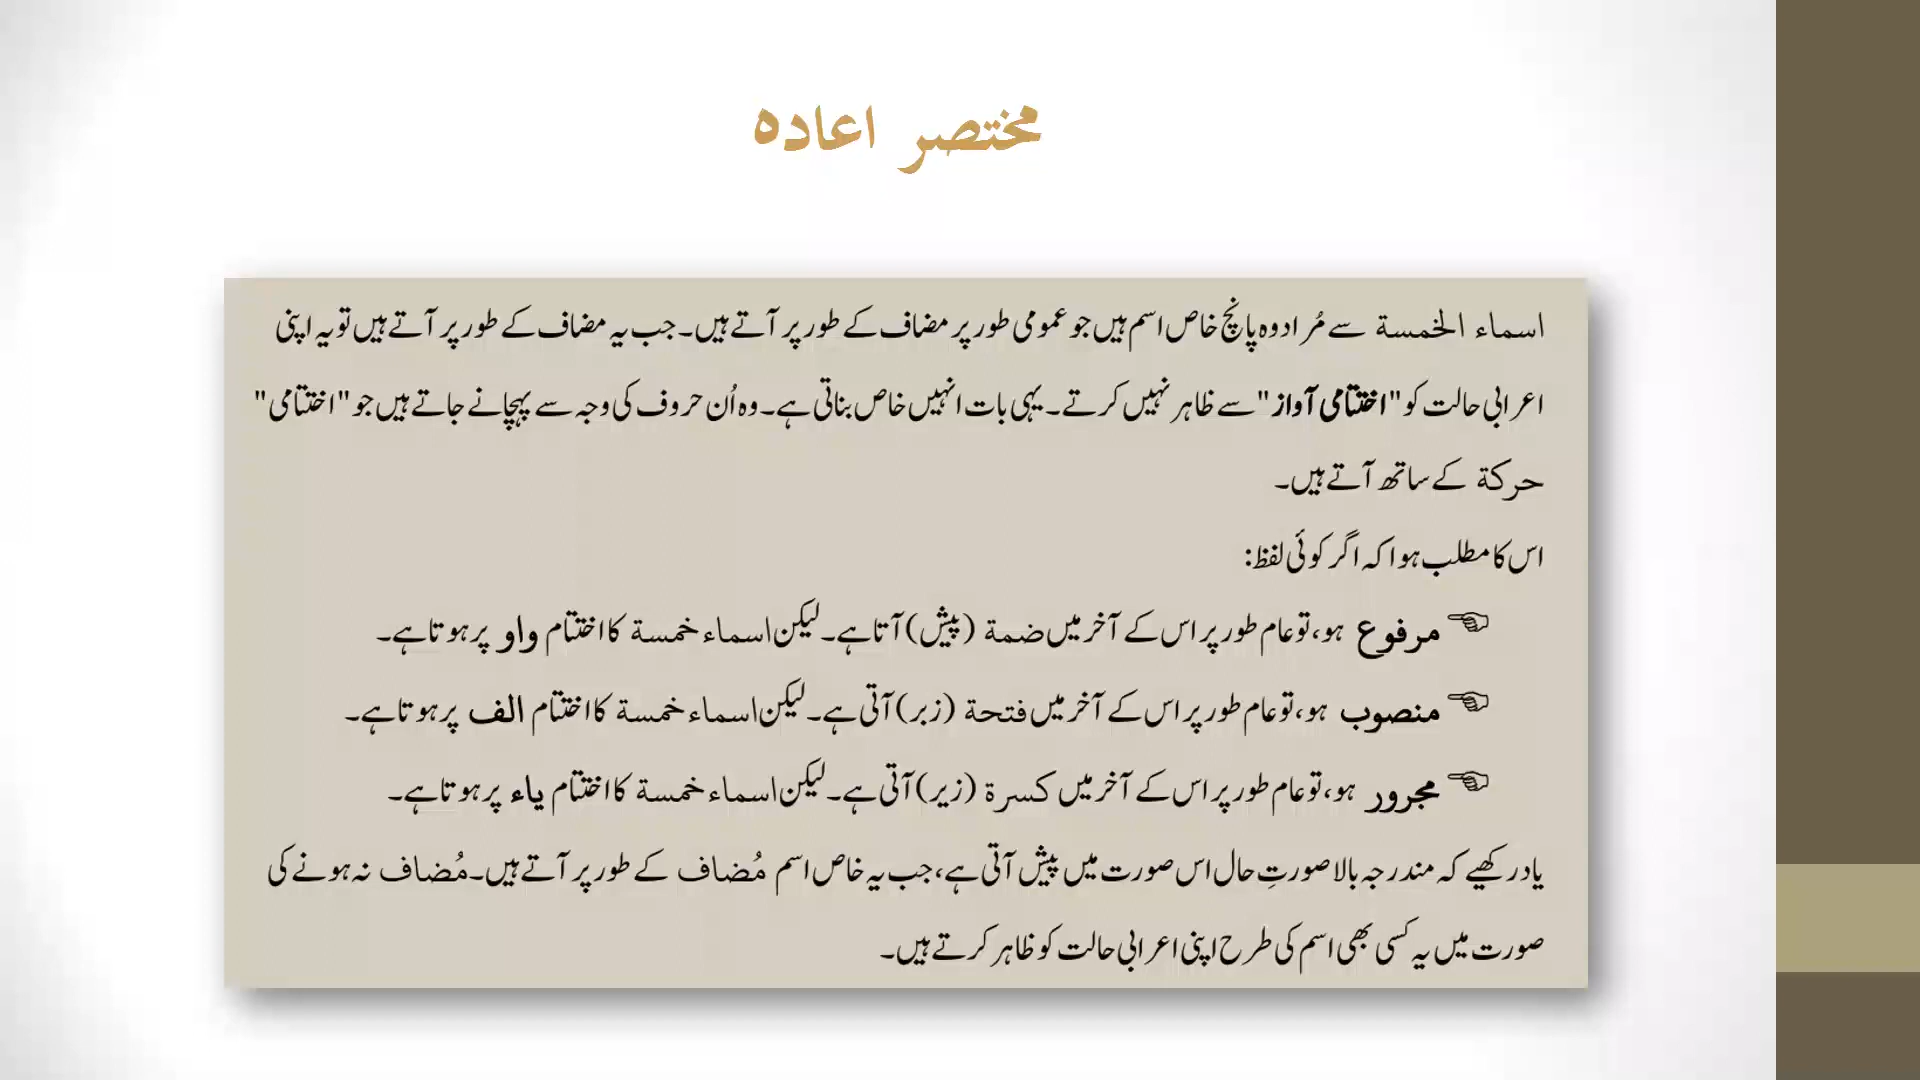 مختصر اعادہ
اسماء الخمسة سے مُراد وہ پانچ خاص اسم ہیں جو عمومی طور پر مضاف کے طور پر آتے ہیں۔ جب یہ مضاف کے طور پر آتے ہیں تو یہ اپنی
اعرابی حالت کو "اختتامی آواز" سے ظاہر نہیں کرتے۔ یہی بات انہیں خاص بناتی ہے۔ وہ اُن حروف کی وجہ سے پہچانے جاتے ہیں جو "اختتامی"
حركة کے ساتھ آتے ہیں۔
اس کا مطلب ہوا کہ اگر کوئی لفظ:
مرفوع ہو، تو عام طور پر اس کے آخر میں ضمة (پیش) آتا ہے۔ لیکن اسماء خمسة کا اختتام واو پر ہوتا ہے۔
منصوب ہو، تو عام طور پر اس کے آخر میں فتحة (زبر) آتی ہے۔ لیکن اسماء خمسة کا اختتام الف پر ہوتا ہے۔
مجرور ہو، تو عام طور پر اس کے آخر میں كسرة (زیر) آتی ہے۔ لیکن اسماء خمسة کا اختتام یاء پر ہوتا ہے۔
یاد رکھیے کہ مندرجہ بالا صورتِ حال اس صورت میں پیش آتی ہے، جب یہ خاص اسم مُضاف کے طور پر آتے ہیں۔ مُضاف نہ ہونے کی
صورت میں یہ کسی بھی اسم کی طرح اپنی اعرابی حالت کو ظاہر کرتے ہیں۔